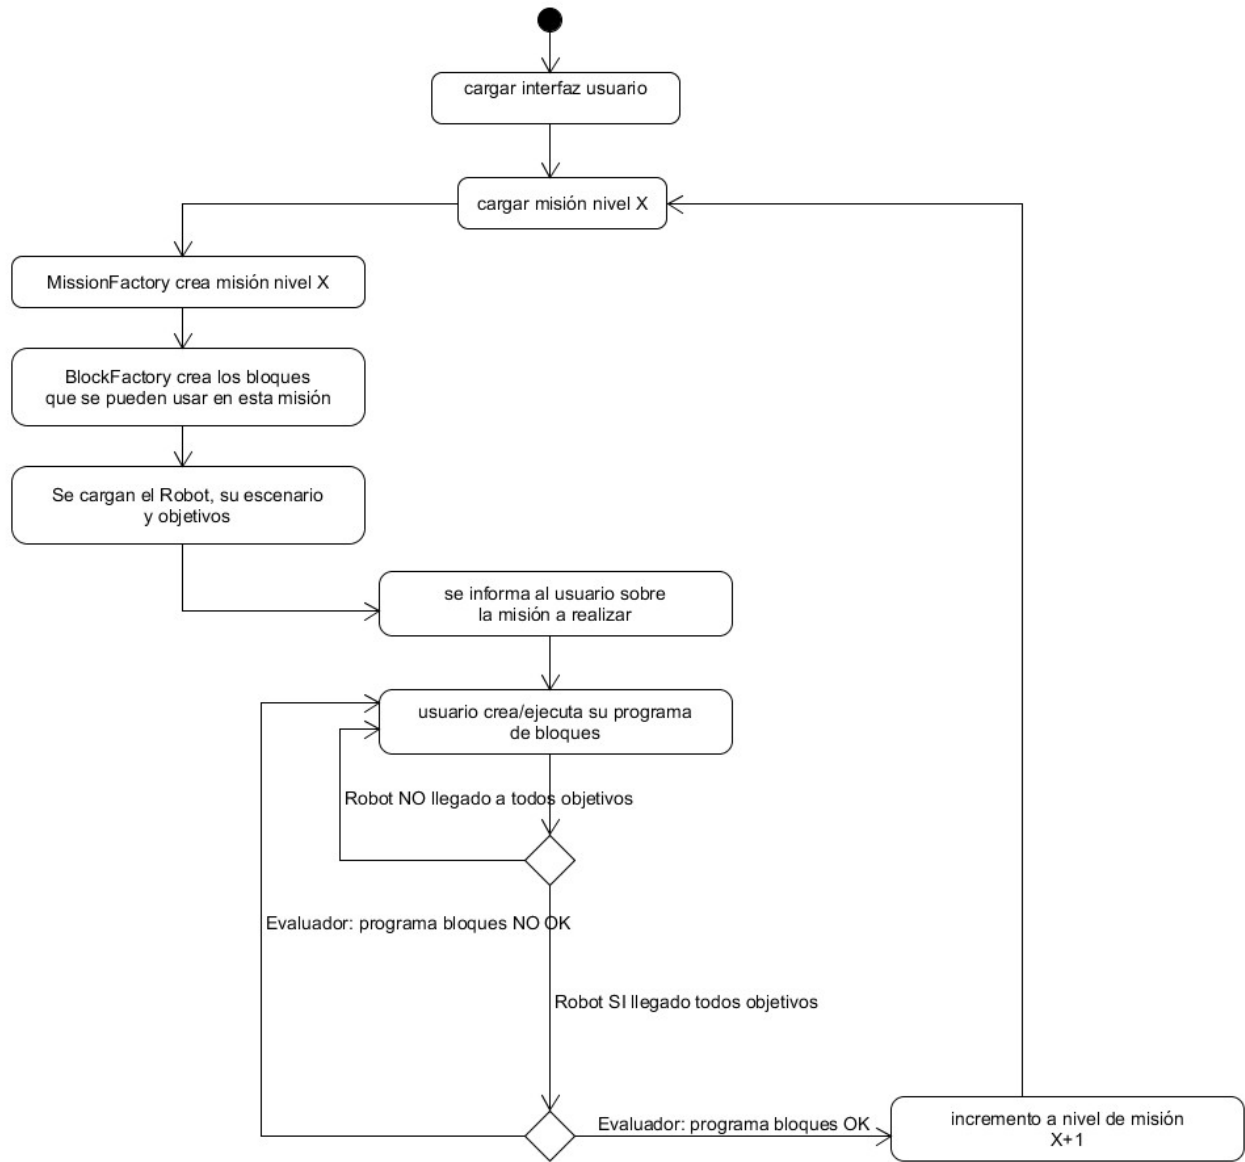 cargar interfaz usuario
cargar misión nivel X
MissionFactory crea misión nivel X
BlockFactory crea los bloques
que se pueden usar en esta misión
Se cargan el Robot, su escenario
y objetivos
se informa al usuario sobre
la misión a realizar
usuario crea/ejecuta su programa
de bloques
Robot NO llegado a todos objetivos
Evaluador: programa bloques NO OK
Robot SI llegado todos objetivos
Evaluador: programa bloques OK
incremento a nivel de misión
X+1